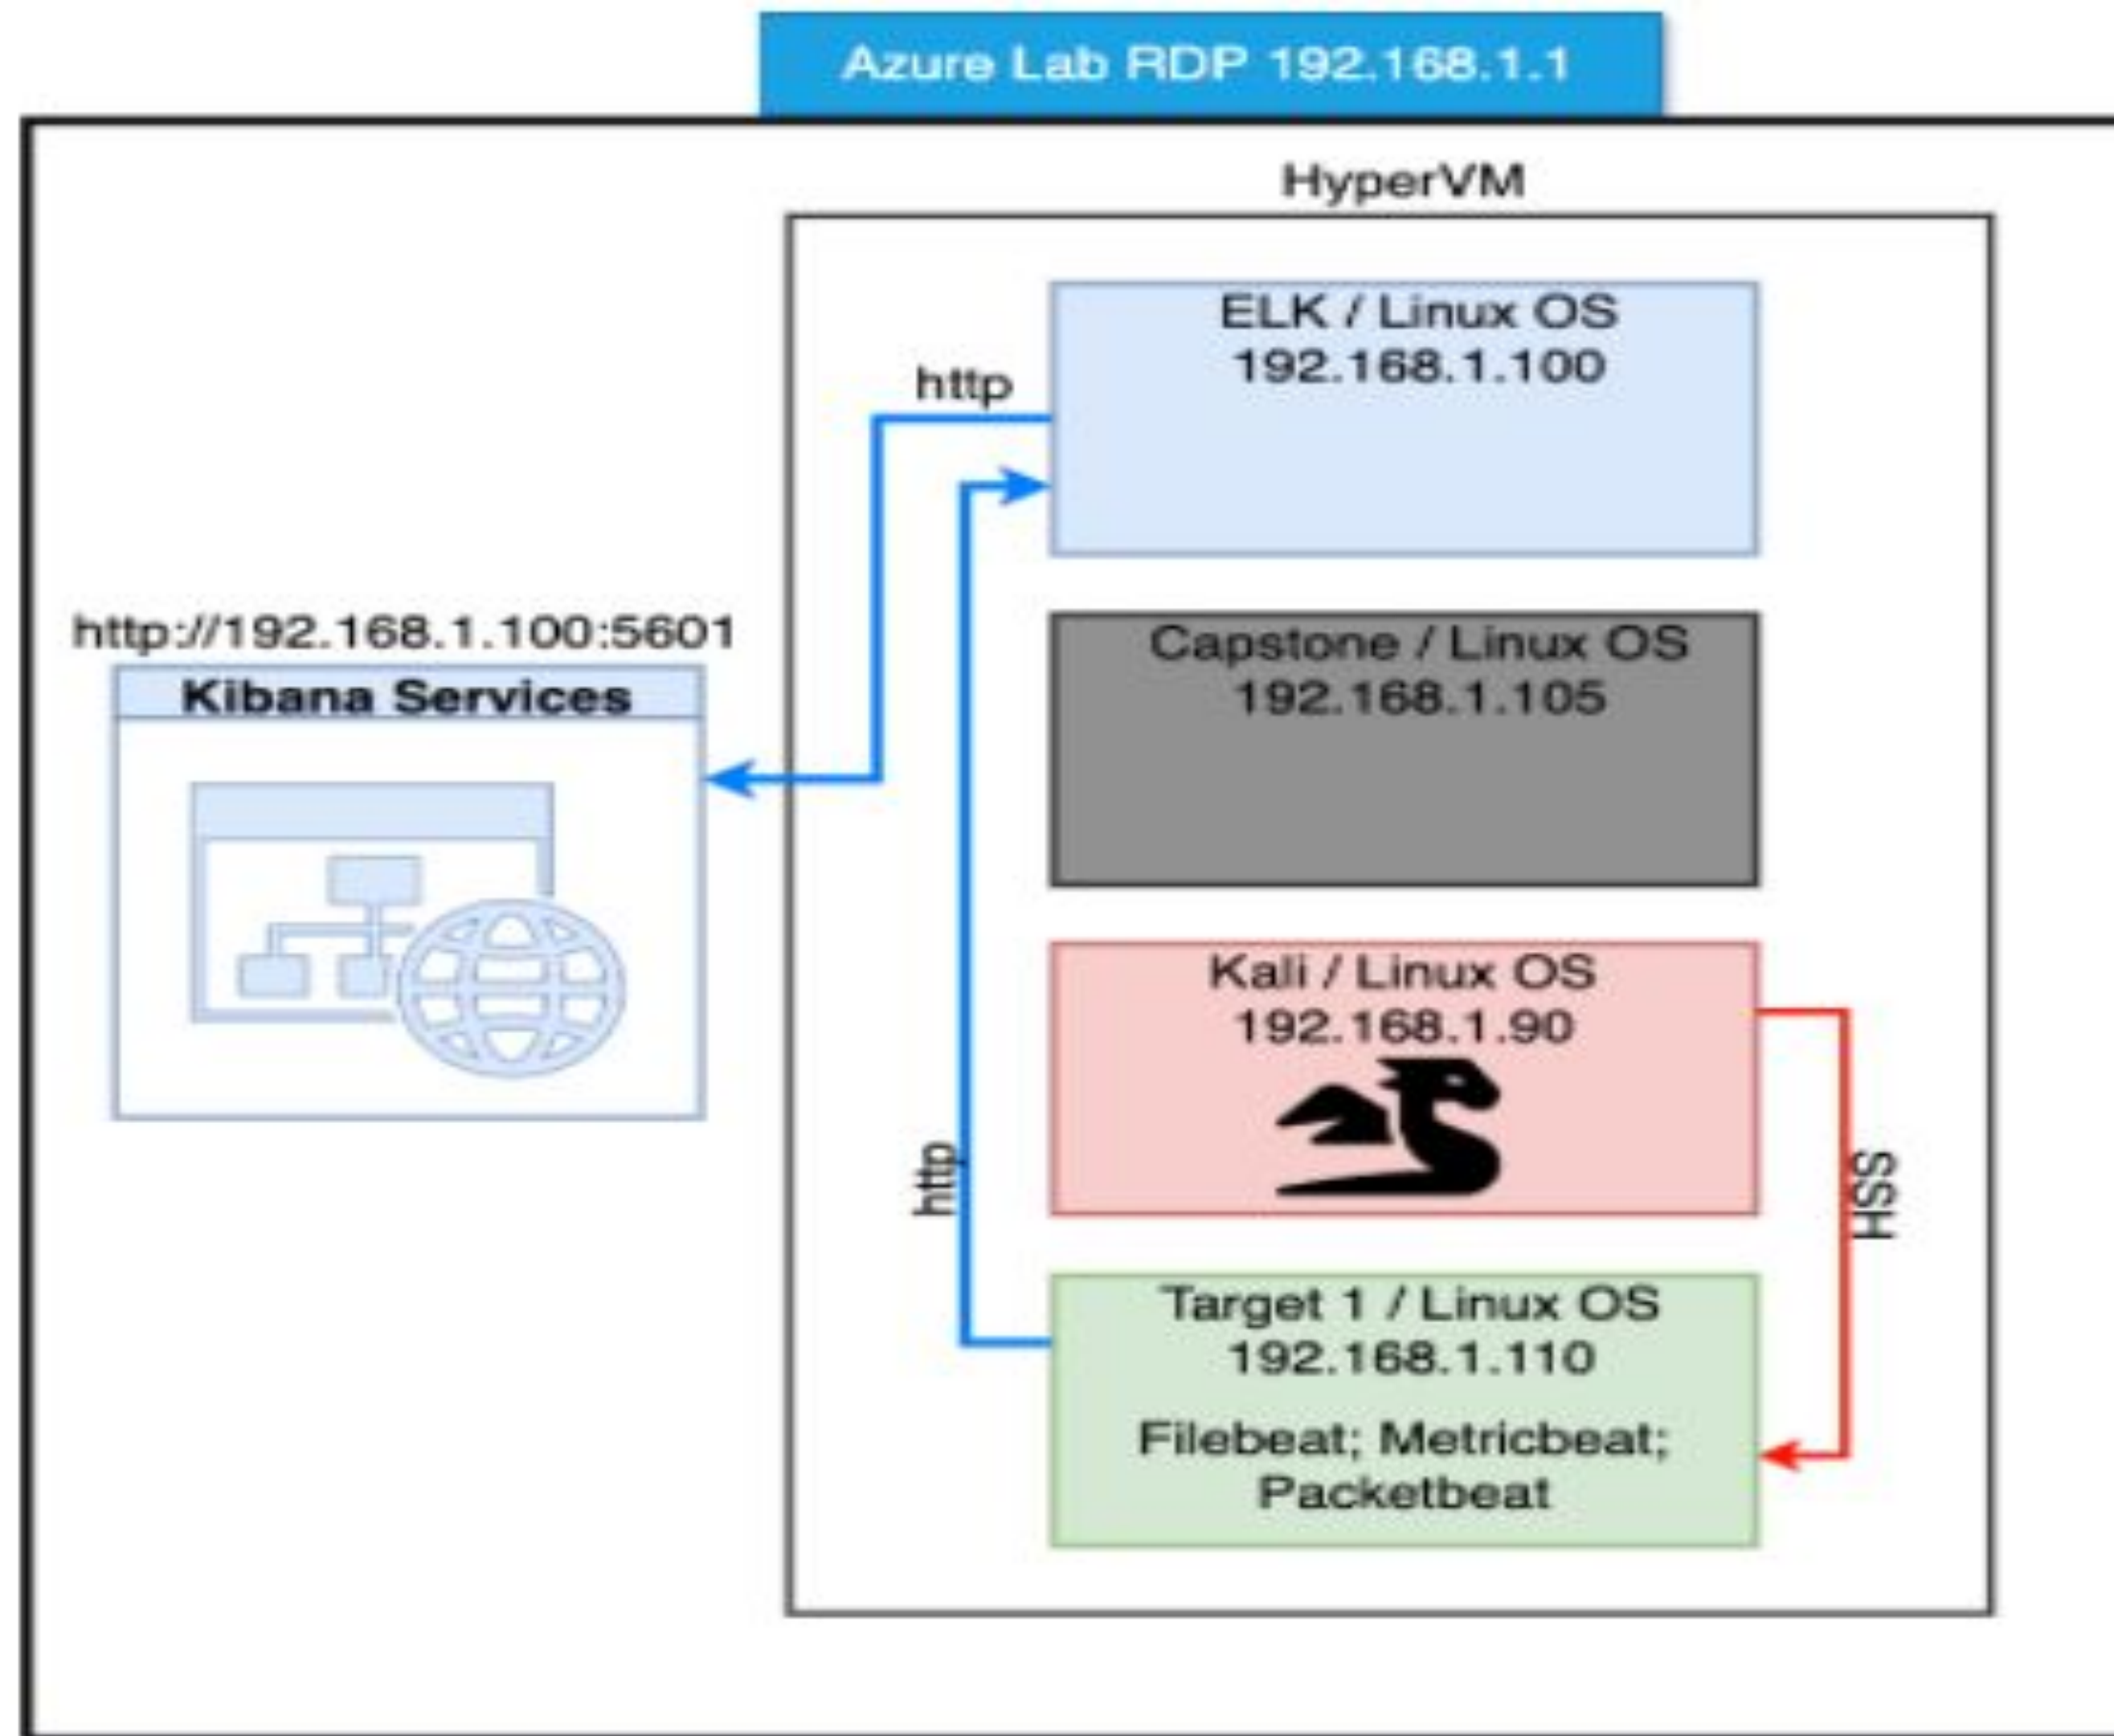 Azure Lab RDP 192.168.1.1
HyperVM
ELK / Linux OS
192.168.1.100
http
http://192.168.1.100:5601
Kibana Services
Capstone / Linux OS
192.168.1.105
Kali / Linux OS
192.168.1.90
http
SSH
Target 1 / Linux OS
192.168.1.110
Filebeat; Metricbeat;
Packetbeat